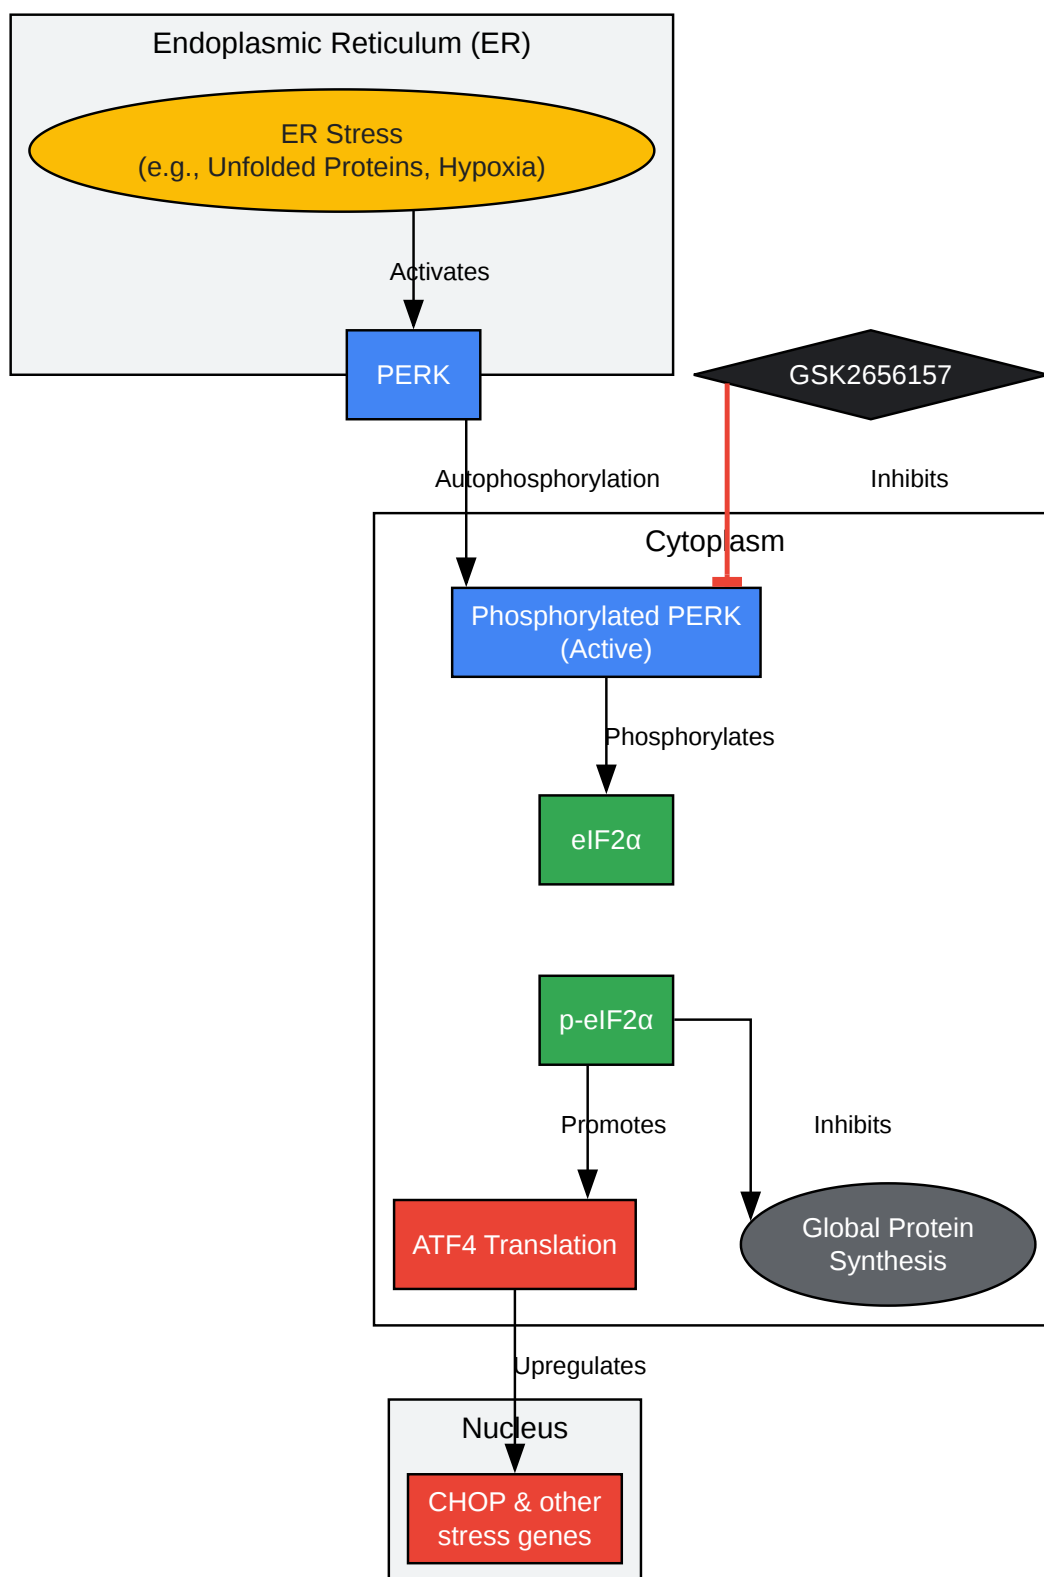 Endoplasmic Reticulum (ER)
ER Stress
(e.g., Unfolded Proteins, Hypoxia)
Activates
PERK
GSK2656157
Autophosphorylation
Inhibits
Cytoplasm
Phosphorylated PERK
(Active)
Phosphorylates
eIF2α
p-eIF2α
Promotes
Inhibits
ATF4 Translation
Global Protein
Synthesis
Upregulates
Nucleus
CHOP & other
stress genes